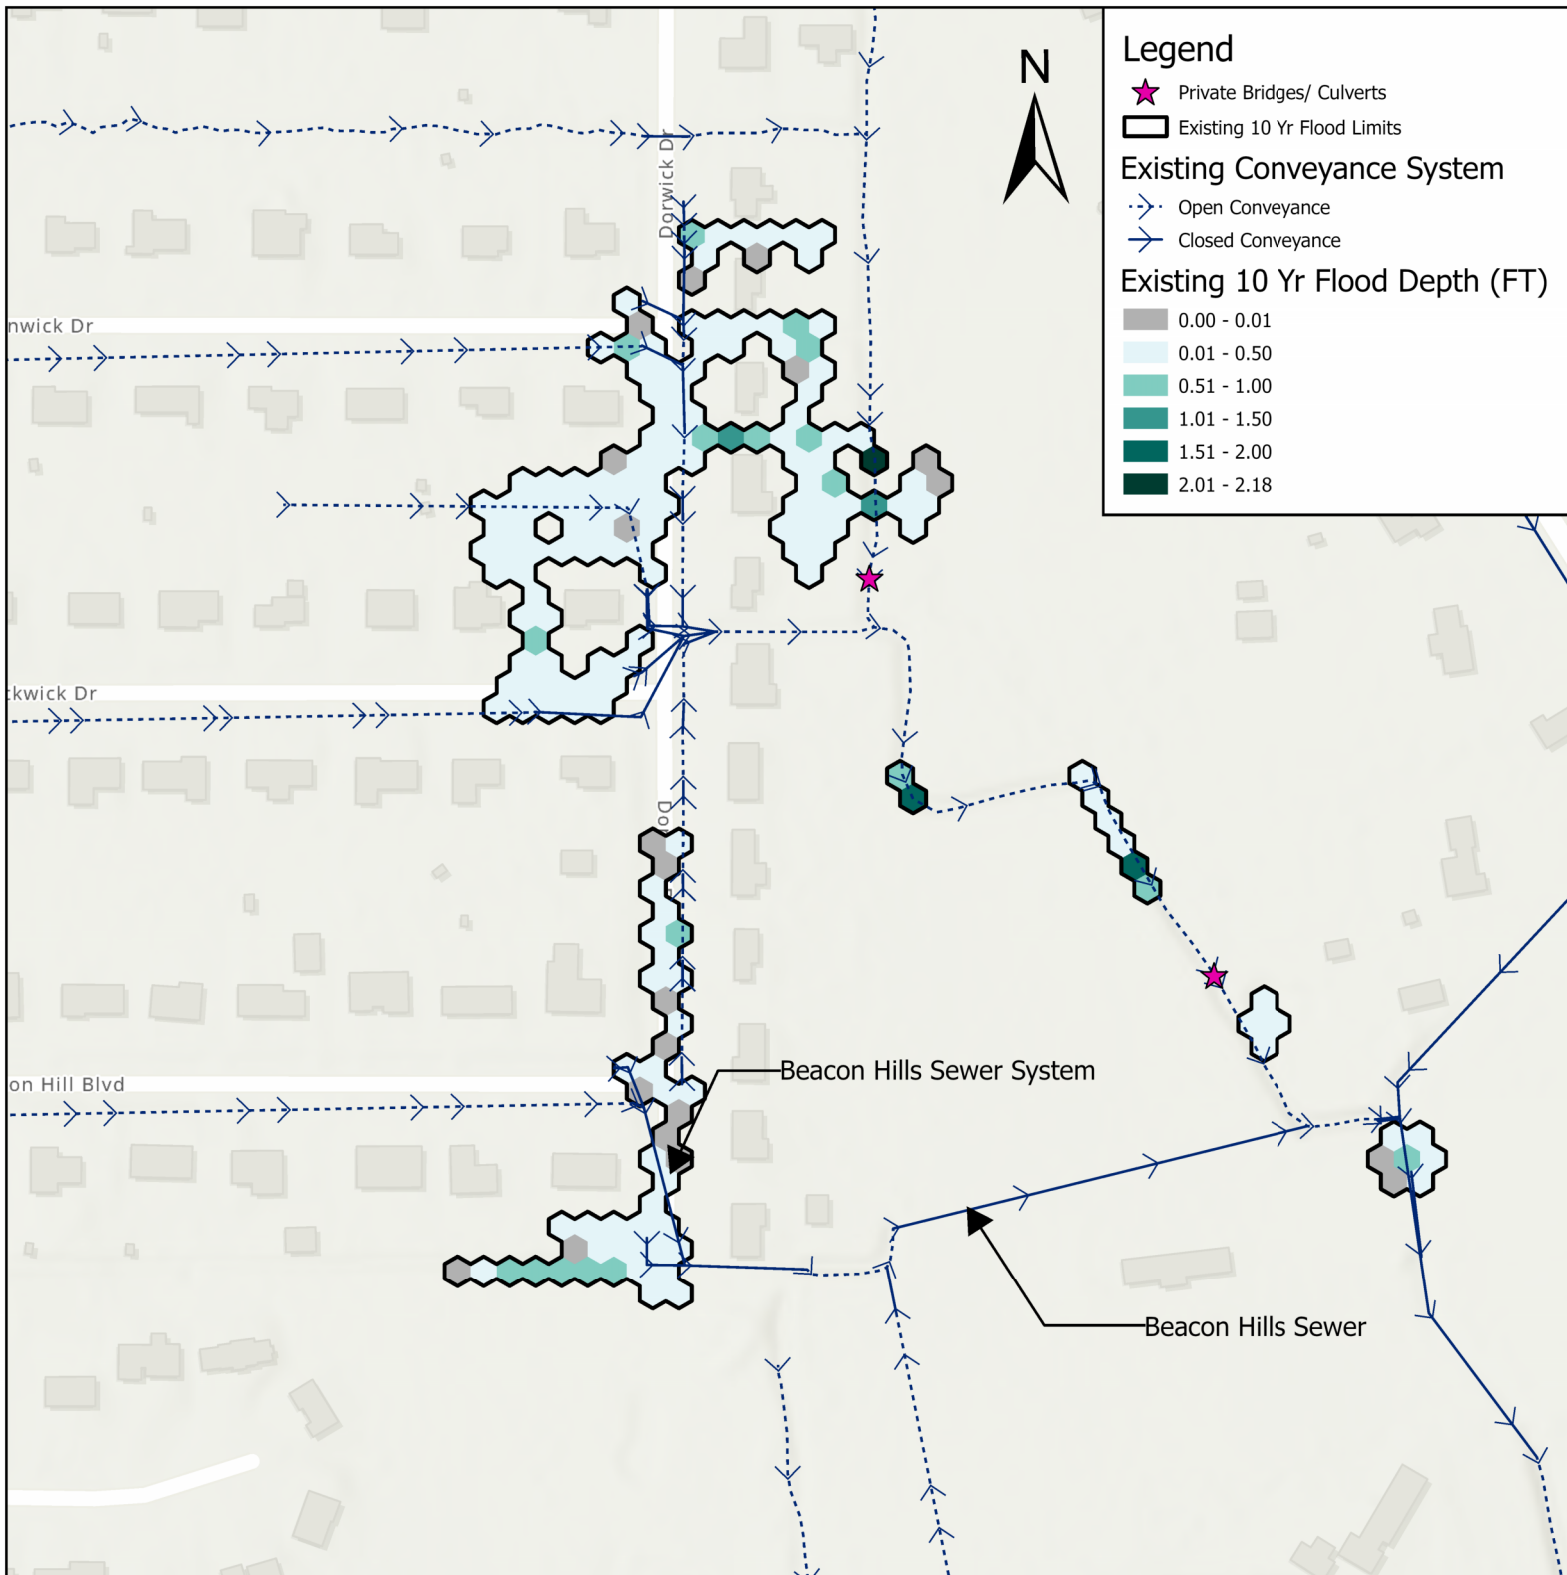 N
Legend
Private Bridges/ Culverts
Existing 10 Yr Flood Limits
Existing Conveyance System
Open Conveyance
Closed Conveyance
Existing 10 Yr Flood Depth (FT)
0.00 - 0.01
0.01 - 0.50
0.51 - 1.00
1.01 - 1.50
1.51 - 2.00
2.01 - 2.18
Dorwick Dr
nwick Dr
ckwick Dr
Dor
on Hill Blvd
Beacon Hills Sewer System
Beacon Hills Sewer